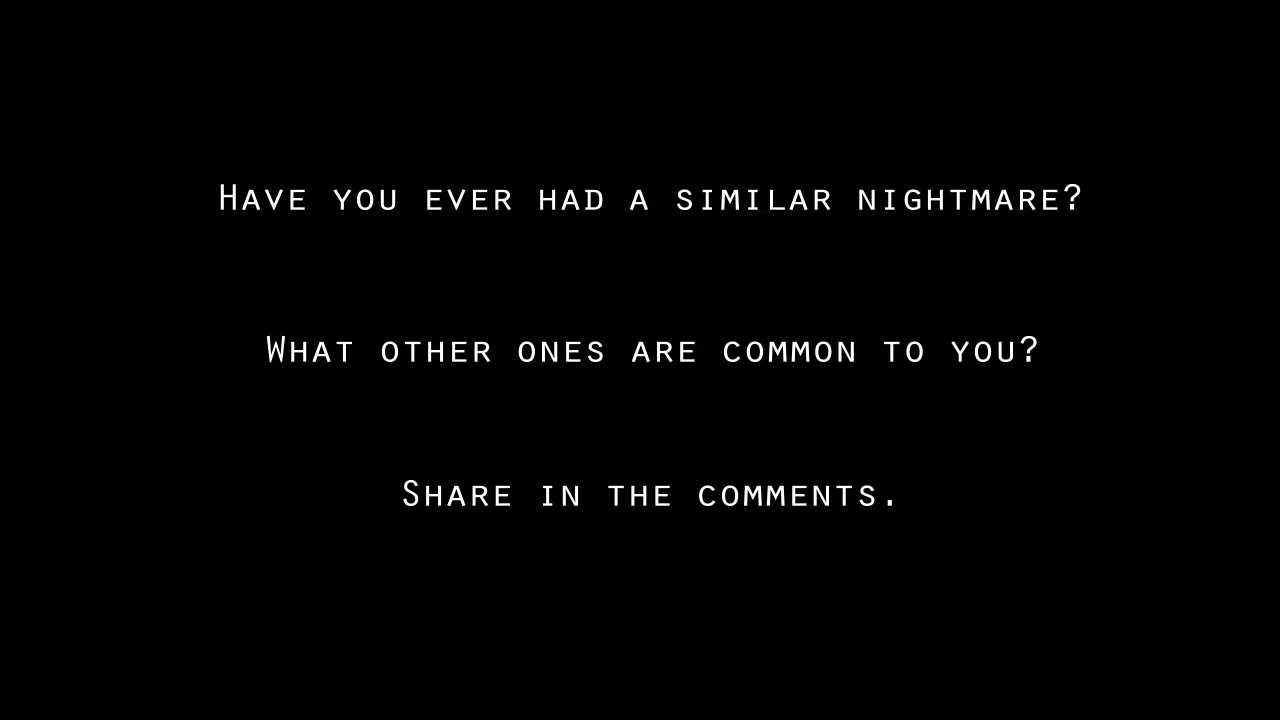 Have you ever had a similar nightmare?
What other ones are common to you?
Share in the comments.